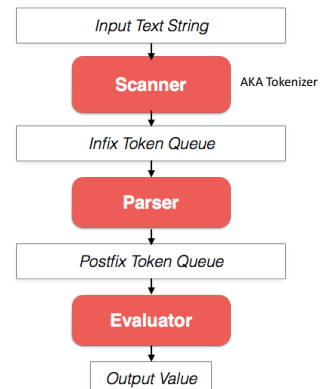 Input Text String
Scanner
AKA Tokenizer
Infix Token Queue
Parser
Postfix Token Queue
Evaluator
Output Value